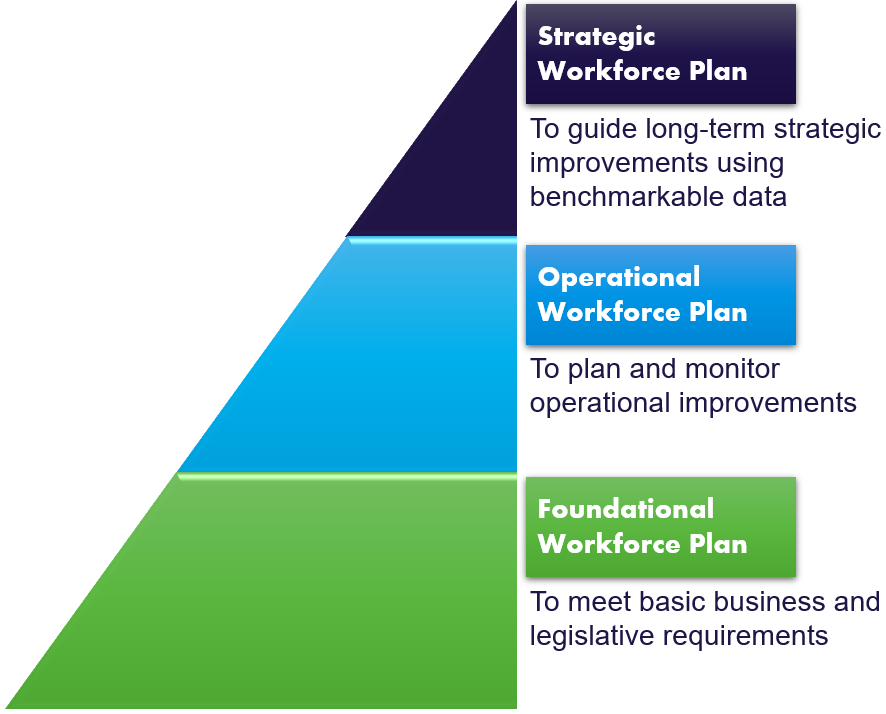 Strategic
Workforce Plan
To guide long-term strategic
improvements using
benchmarkable data
Operational
Workforce Plan
To plan and monitor
operational improvements
Foundational
Workforce Plan
To meet basic business and
legislative requirements